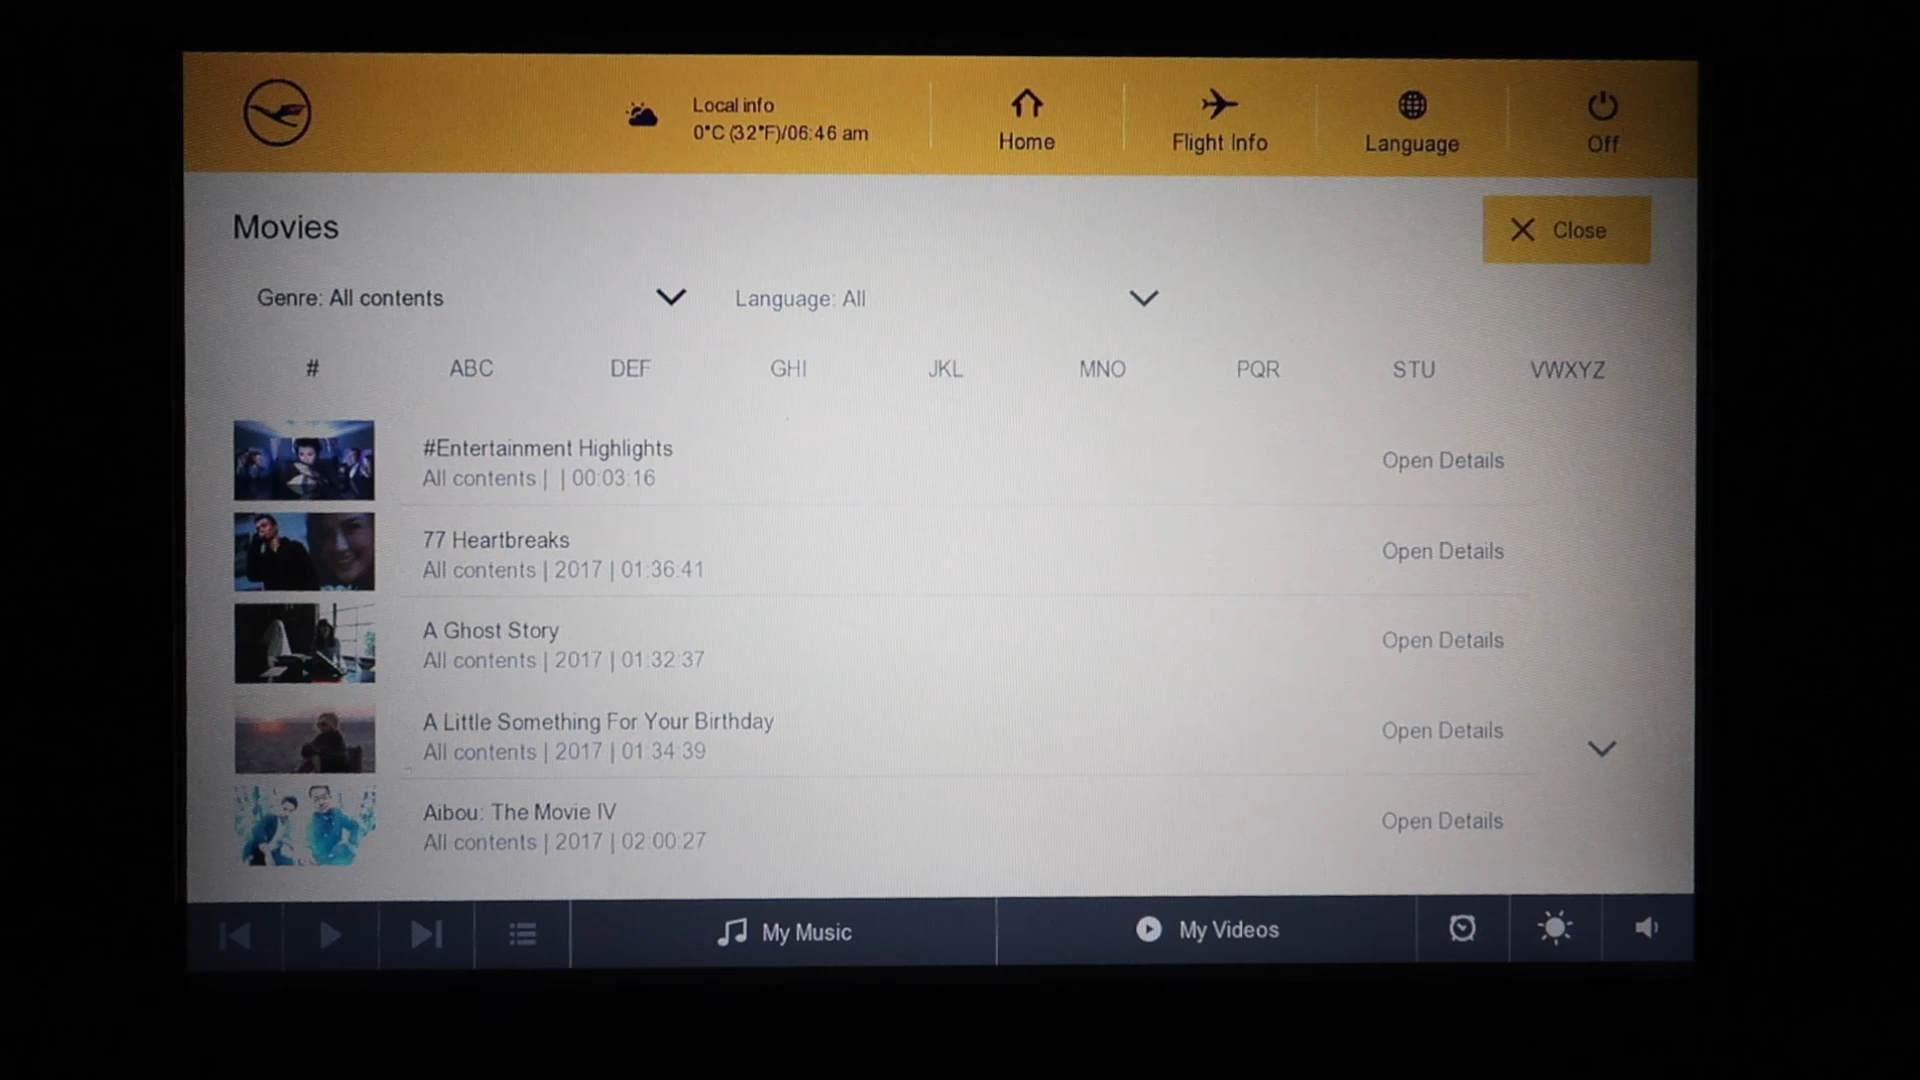 Local info
0°C (32°F)/06:46 am
Home
Flight Info
Language
Off
Movies
Close
Genre: All contents
Language: All
# ABC DEF GHI JKL MNO PQR STU VWXYZ
#Entertainment Highlights
All contents | | 00:03:16
Open Details
77 Heartbreaks
All contents | 2017 | 01:36:41
Open Details
A Ghost Story
All contents | 2017 | 01:32:37
Open Details
A Little Something For Your Birthday
All contents | 2017 | 01:34:39
Open Details
Aibou: The Movie IV
All contents | 2017 | 02:00:27
Open Details
My Music
My Videos